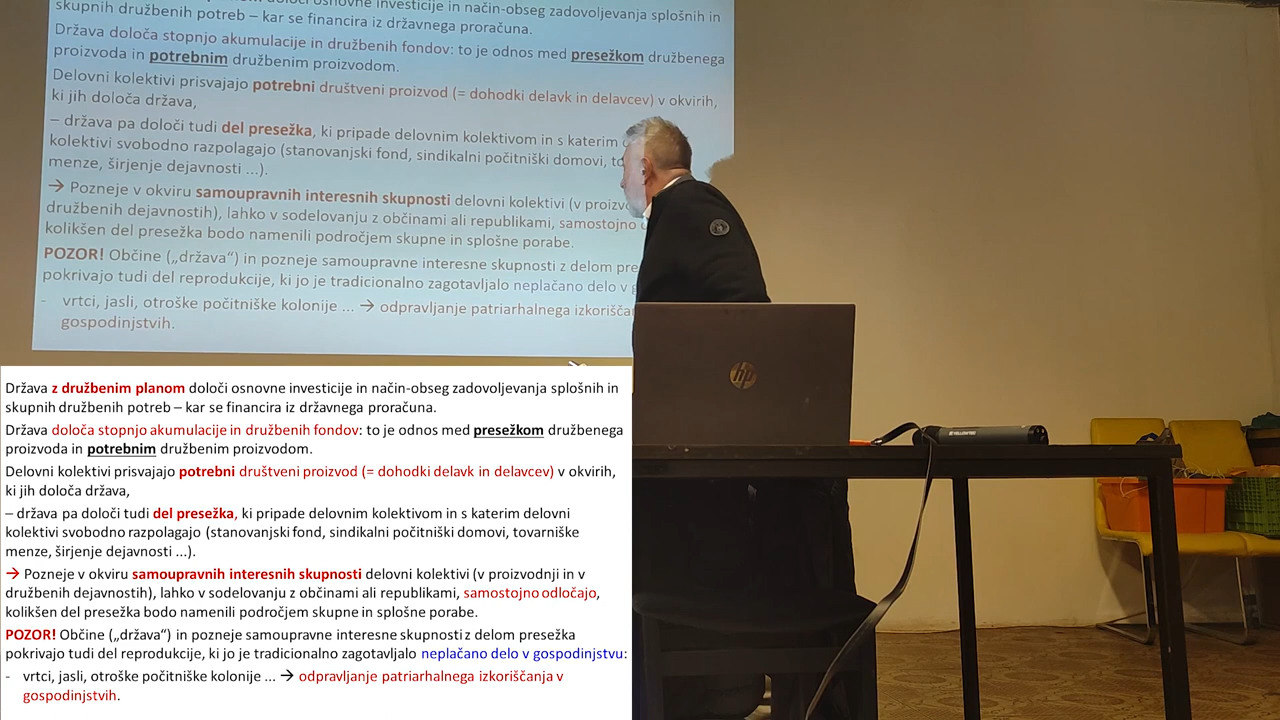 določi osnovne investicije in način-obseg zadovoljevanja splošnih in
skupnih družbenih potreb – kar se financira iz državnega proračuna.
Država določa stopnjo akumulacije in družbenih fondov: to je odnos med presežkom družbenega
proizvoda in potrebnim družbenim proizvodom.
Delovni kolektivi prisvajajo potrebni društveni proizvod (= dohodki delavk in delavcev) v okvirih,
ki jih določa država,
– država pa določi tudi del presežka, ki pripade delovnim kolektivom in s katerim
kolektivi svobodno razpolagajo (stanovanjski fond, sindikalni počitniški domovi,
menze, širjenje dejavnosti ...).
→ Pozneje v okviru samoupravnih interesnih skupnosti delovni kolektivi (v
družbenih dejavnostih), lahko v sodelovanju z občinami ali republikami, samostojno
kolikšen del presežka bodo namenili področjem skupne in splošne porabe.
POZOR! Občine („država“) in pozneje samoupravne interesne skupnosti z delom
pokrivajo tudi del reprodukcije, ki jo je tradicionalno zagotavljalo neplačano delo v
- vrtci, jasli, otroške počitniške kolonije ... → odpravljanje patriarhalnega
gospodinjstvih.
hp
Država z družbenim planom določi osnovne investicije in način-obseg zadovoljevanja splošnih in
skupnih družbenih potreb – kar se financira iz državnega proračuna.
Država določa stopnjo akumulacije in družbenih fondov: to je odnos med presežkom družbenega
proizvoda in potrebnim družbenim proizvodom.
Delovni kolektivi prisvajajo potrebni društveni proizvod (= dohodki delavk in delavcev) v okvirih,
ki jih določa država,
– država pa določi tudi del presežka, ki pripade delovnim kolektivom in s katerim delovni
kolektivi svobodno razpolagajo (stanovanjski fond, sindikalni počitniški domovi, tovarniške
menze, širjenje dejavnosti ...).
→ Pozneje v okviru samoupravnih interesnih skupnosti delovni kolektivi (v proizvodnji in v
družbenih dejavnostih), lahko v sodelovanju z občinami ali republikami, samostojno odločajo,
kolikšen del presežka bodo namenili področjem skupne in splošne porabe.
POZOR! Občine („država“) in pozneje samoupravne interesne skupnosti z delom presežka
pokrivajo tudi del reprodukcije, ki jo je tradicionalno zagotavljalo neplačano delo v gospodinjstvu:
- vrtci, jasli, otroške počitniške kolonije ... → odpravljanje patriarhalnega izkoriščanja v
gospodinjstvih.